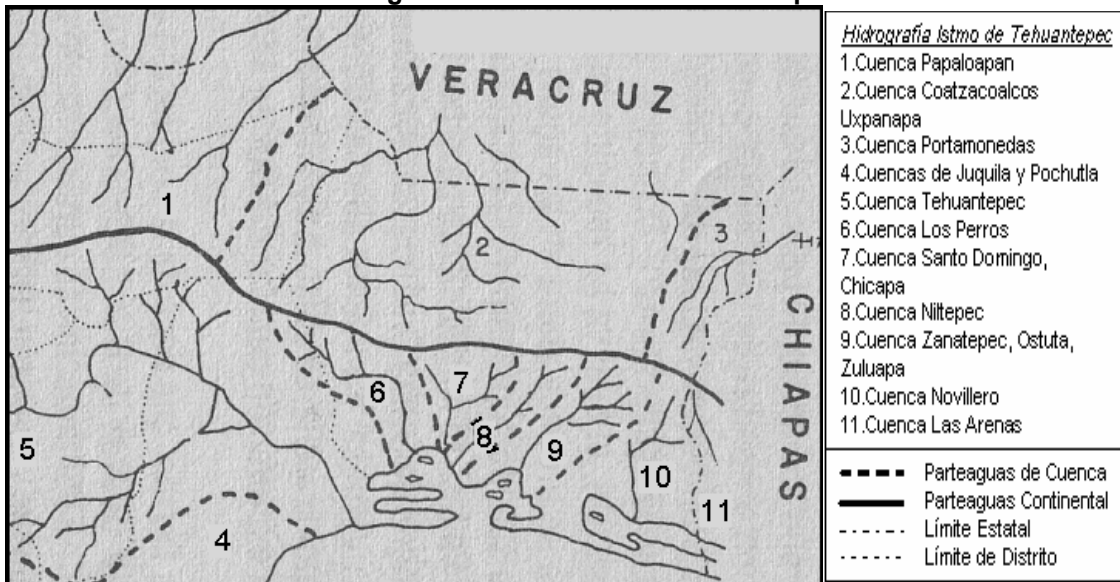 VERACRUZ
CHIAPAS
1
2
3
4
5
6
7
8
9
10
11
Hidrografía Istmo de Tehuantepec
1.Cuenca Papaloapan
2.Cuenca Coatzacoalcos
Uxpanapa
3.Cuenca Portamonedas
4.Cuencas de Juquila y Pochutla
5.Cuenca Tehuantepec
6.Cuenca Los Perros
7.Cuenca Santo Domingo,
Chicapa
8.Cuenca Niltepec
9.Cuenca Zanatepec, Ostuta,
Zuluapa
10.Cuenca Novillero
11.Cuenca Las Arenas
Parteaguas de Cuenca
Parteaguas Continental
Límite Estatal
Límite de Distrito